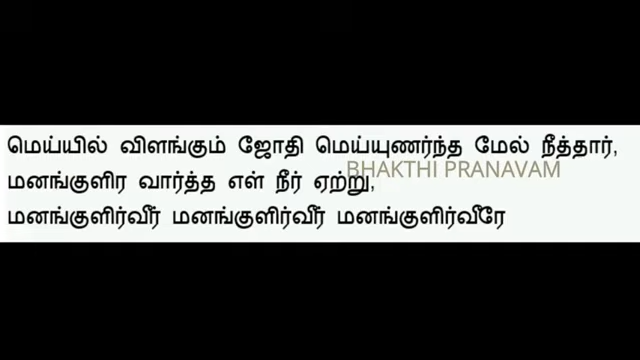 மெய்யில் விளங்கும் ஜோதி மெய்யுணர்ந்த மேல் நீத்தார்,
BHAKTHI PRANAVAM
மனங்குளிர வார்த்த எள் நீர் ஏற்று,
மனங்குளிர்வீர் மனங்குளிர்வீர் மனங்குளிர்வீரே